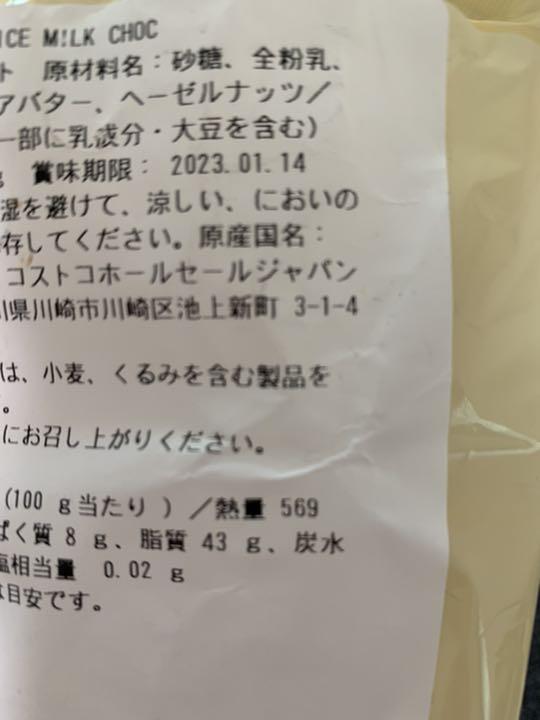 ICE M!LK CHOC
ト 原材料名：砂糖、全粉乳、
アバター、ヘーゼルナッツ／
一部に乳成分・大豆を含む）
g 賞味期限： 2023.01.14
湿を避けて、涼しい、においの
存してください。原産国名：
コストコホールセールジャパン
川県川崎市川崎区池上新町 3-1-4
は、小麦、くるみを含む製品を
。
にお召し上がりください。
(100 g当たり ）／熱量 569
ぱく質 8 g、脂質 43 g、炭水
塩相当量 0.02 g
は目安です。